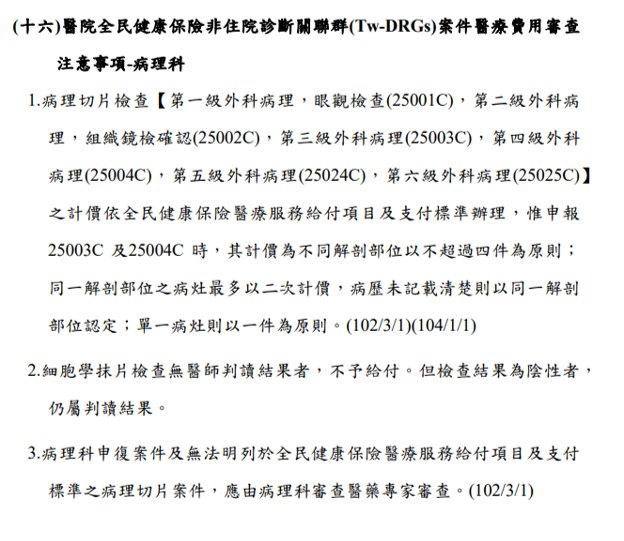 (十六)醫院全民健康保險非住院診斷關聯群(Tw-DRGs)案件醫療費用審查
注意事項-病理科
1.病理切片檢查【第一級外科病理，眼觀檢查(25001C)，第二級外科病
理，組織鏡檢確認(25002C)，第三級外科病理(25003C)，第四級外科
病理(25004C)，第五級外科病理(25024C)，第六級外科病理(25025C)】
之計價依全民健康保險醫療服務給付項目及支付標準辦理，惟申報
25003C 及25004C 時，其計價為不同解剖部位以不超過四件為原則；
同一解剖部位之病灶最多以二次計價，病歷未記載清楚則以同一解剖
部位認定；單一病灶則以一件為原則。(102/3/1)(104/1/1)
2.細胞學抹片檢查無醫師判讀結果者，不予給付。但檢查結果為陰性者，
仍屬判讀結果。
3.病理科申復案件及無法明列於全民健康保險醫療服務給付項目及支付
標準之病理切片案件，應由病理科審查醫藥專家審查。(102/3/1)